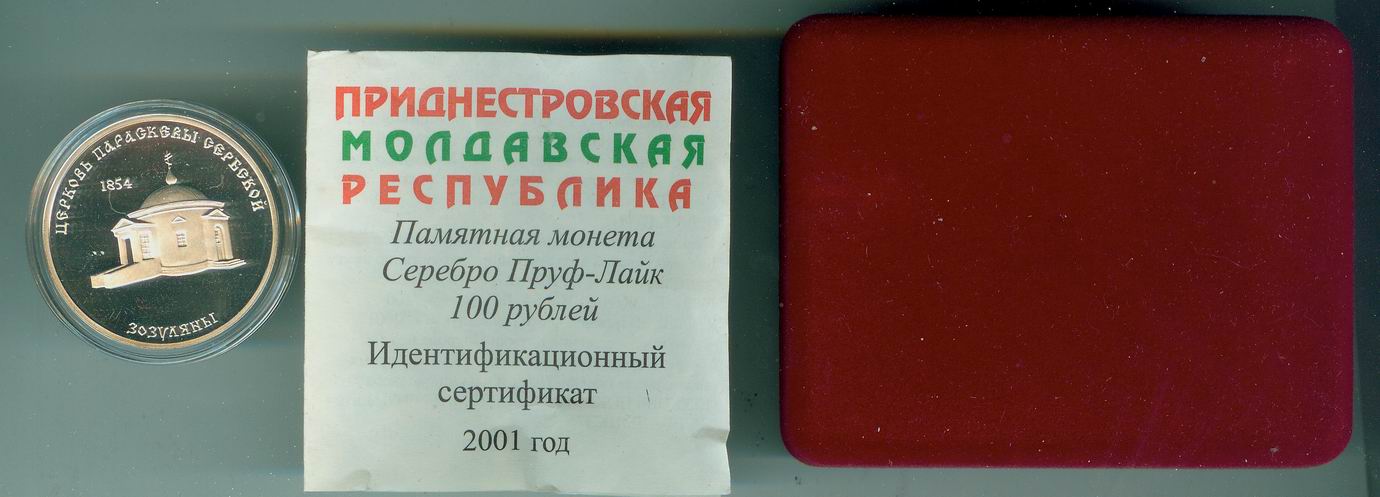 ЦЕРКОВЬ ПАРАСКЕВЫ СЕРБСКОЙ
1854
ЗОЗУЛЯНЫ
ПРИДНЕСТРОВСКАЯ
МОЛДАВСКАЯ
РЕСПУБЛИКА
Памятная монета
Серебро Пруф-Лайк
100 рублей
Идентификационный
сертификат
2001 год